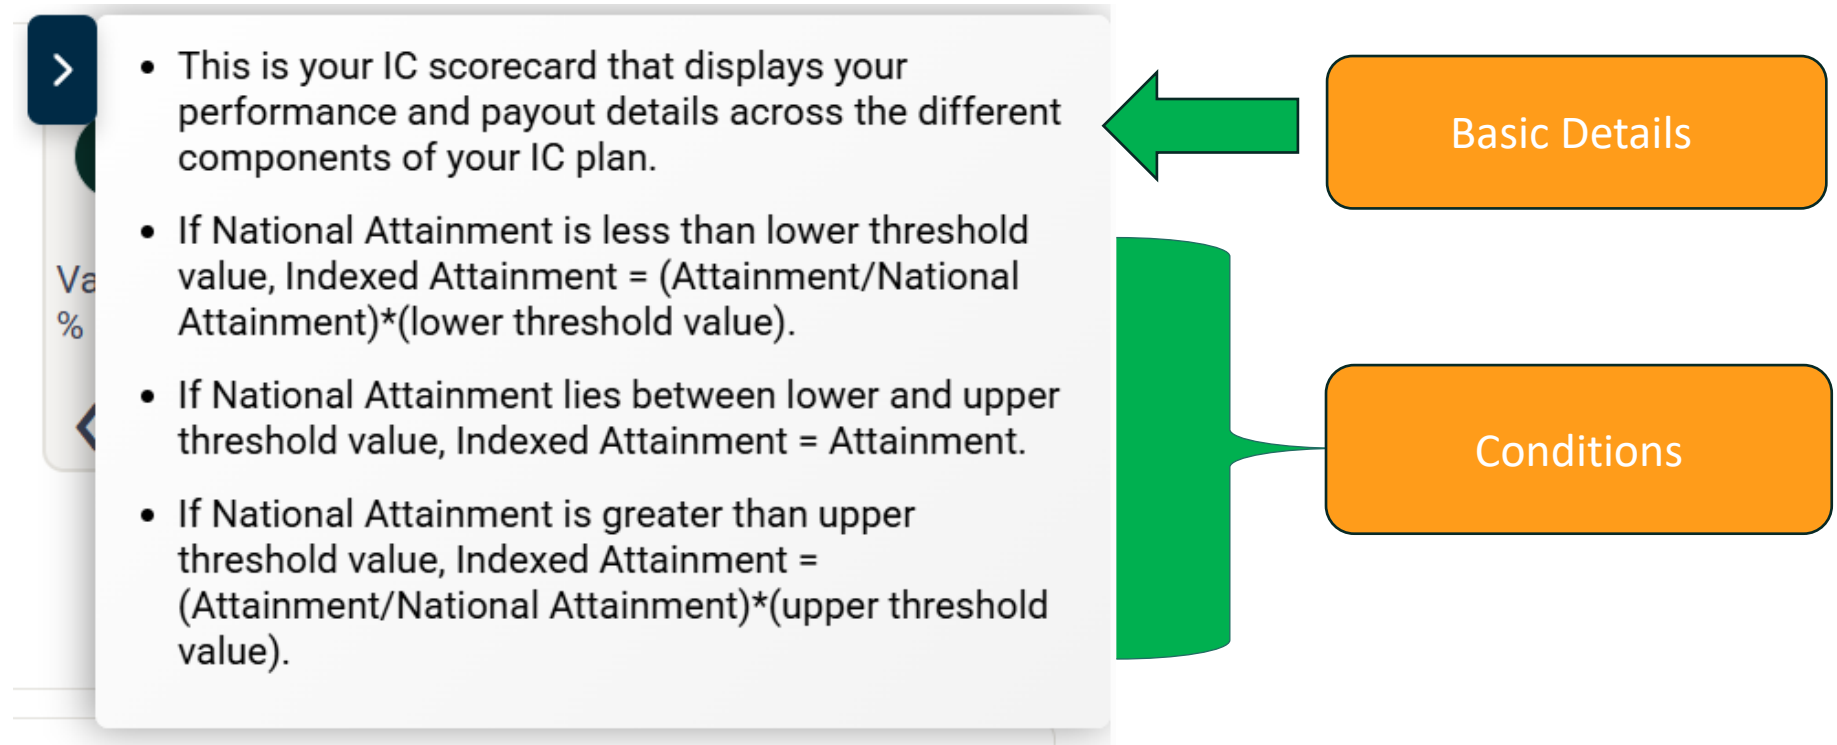 • This is your IC scorecard that displays your
performance and payout details across the different
components of your IC plan.
Basic Details
• If National Attainment is less than lower threshold
value, Indexed Attainment = (Attainment/National
Attainment)*(lower threshold value).
• If National Attainment lies between lower and upper
threshold value, Indexed Attainment = Attainment.
• If National Attainment is greater than upper
threshold value, Indexed Attainment =
(Attainment/National Attainment)*(upper threshold
value).
Conditions
Va
%